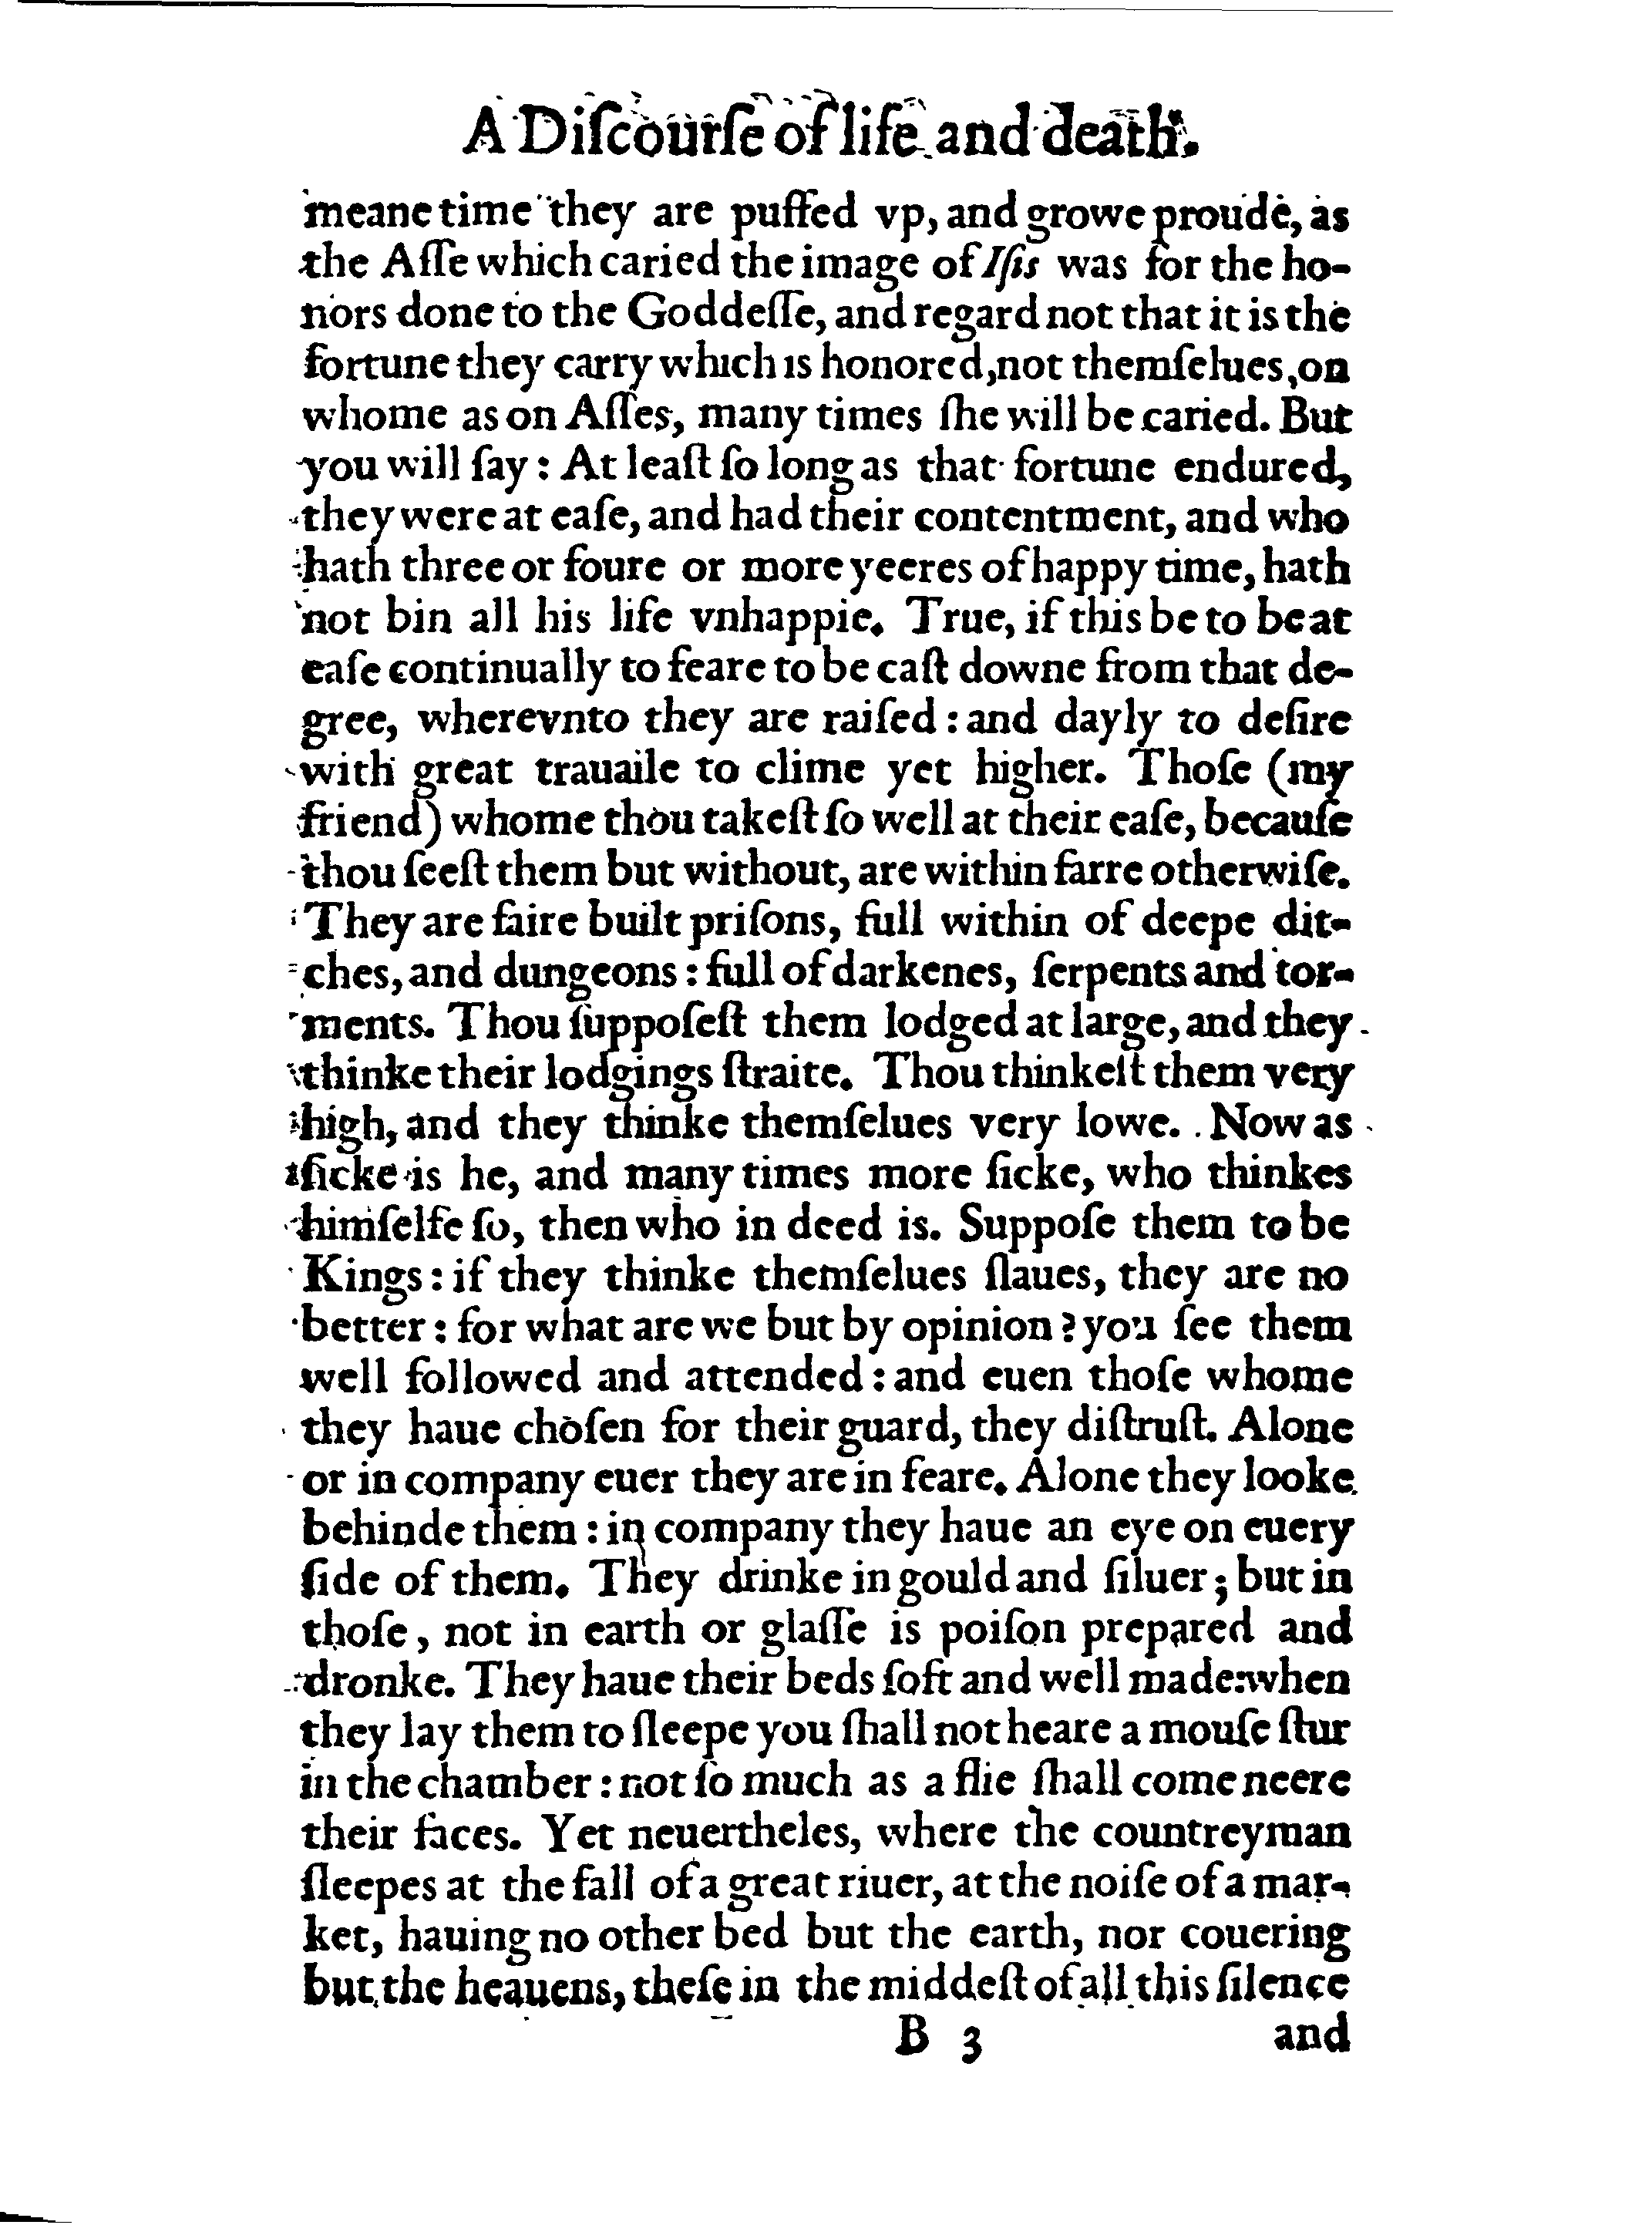 A Diſcourſe of life and death.
meane time they are puffed vp, and growe proude, as
the Aſſe which caried the image of Iſis was for the ho-
nors done to the Goddeſſe, and regard not that it is the
fortune they carry which is honored, not themſelues, on
whome as on Aſſes, many times ſhe will be caried. But
you will ſay: At leaſt ſo long as that fortune endured,
they were at eaſe, and had their contentment, and who
hath three or foure or more yeeres of happy time, hath
not bin all his life vnhappie. True, if this be to be at
eaſe continually to feare to be caſt downe from that de-
gree, wherevnto they are raiſed: and dayly to deſire
with great trauaile to clime yet higher. Thoſe (my
friend) whome thou takeſt ſo well at their eaſe, becauſe
thou ſeeſt them but without, are within farre otherwiſe.
They are faire built priſons, full within of deepe dit-
ches, and dungeons: full of darkenes, ſerpents and tor-
ments. Thou ſuppoſeſt them lodged at large, and they
thinke their lodgings ſtraite. Thou thinkeſt them very
high, and they thinke themſelues very lowe. Now as
ſicke is he, and many times more ſicke, who thinkes
himſelfe ſo, then who in deed is. Suppoſe them to be
Kings: if they thinke themſelues ſlaues, they are no
better: for what are we but by opinion? you ſee them
well followed and attended: and euen thoſe whome
they haue choſen for their guard, they diſtruſt. Alone
or in company euer they are in feare. Alone they looke
behinde them: in company they haue an eye on euery
ſide of them. They drinke in gould and ſiluer; but in
thoſe, not in earth or glaſſe is poiſon prepared and
dronke. They haue their beds ſoft and well made: when
they lay them to ſleepe you ſhall not heare a mouſe ſtur
in the chamber: not ſo much as a flie ſhall come neere
their faces. Yet neuertheles, where the countreyman
ſleepes at the fall of a great riuer, at the noiſe of a mar-
ket, hauing no other bed but the earth, nor couering
but the heauens, theſe in the middeſt of all this ſilence
B 3 and